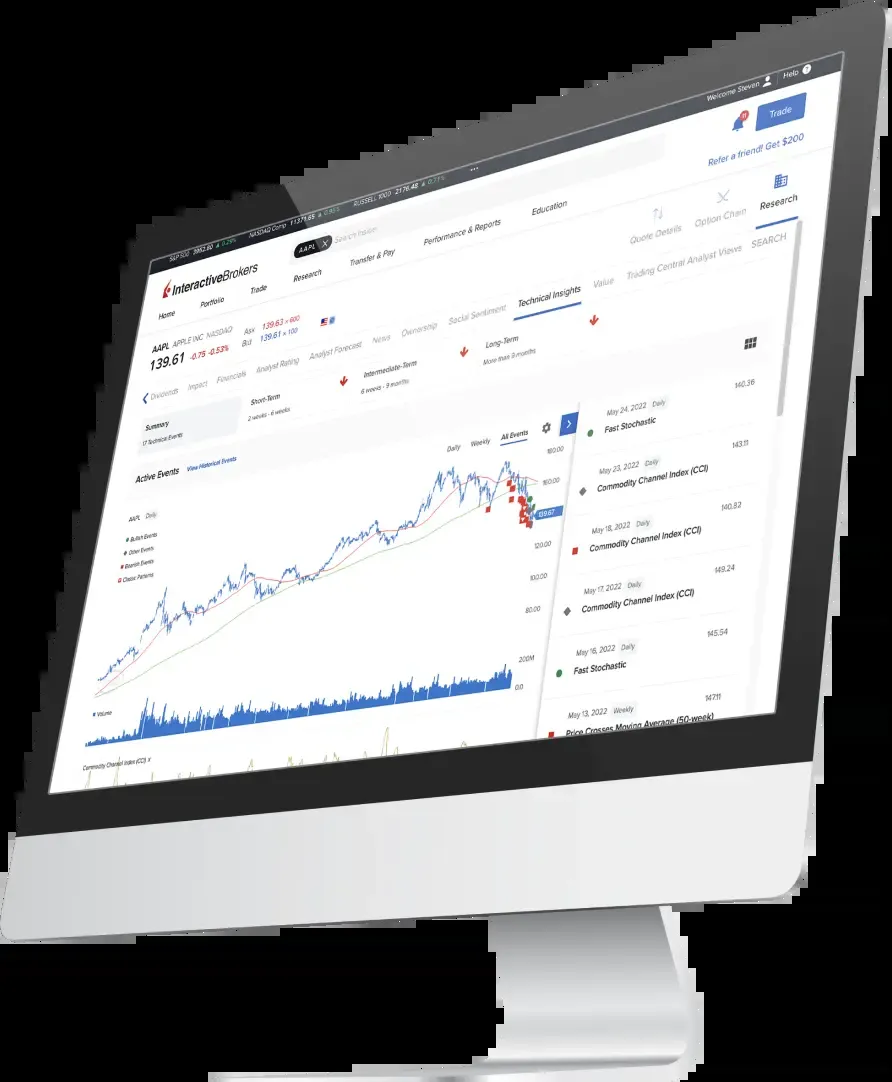 Welcome Steven Help ?
S&P 500 3952.60 ▲ 0.29% NASDAQ Comp 11371.65 ▲ 0.95% RUSSELL 1000 2176.48 ▲ 0.71% ...
Trade
Refer a friend! Get $200
InteractiveBrokers
AAPL X
Home Portfolio Trade Research Transfer & Pay Performance & Reports Education
AAPL APPLE INC NASDAQ
139.61 -0.75 -0.53%
Ask 139.63 × 600
Bid 139.61 × 100
Quote Details Option Chain Research
Dividends Impact Financials Analyst Rating Analyst Forecast News Ownership Social Sentiment Technical Insights Value Trading Central Analyst Views SEARCH
Summary
17 Technical Events
Short-Term
2 weeks - 6 weeks
Intermediate-Term
6 weeks - 9 months
Long-Term
More than 9 months
Active Events View Historical Events
Daily Weekly All Events
AAPL Daily
Bullish Events
Other Events
Bearish Events
Classic Patterns
180.00
160.00
139.67
120.00
100.00
80.00
200M
0.0
Volume
Commodity Channel Index (CCI) X
140.36
May 24, 2022 Daily
Fast Stochastic
143.11
May 23, 2022 Daily
Commodity Channel Index (CCI)
140.82
May 18, 2022 Daily
Commodity Channel Index (CCI)
149.24
May 17, 2022 Daily
Commodity Channel Index (CCI)
145.54
May 16, 2022 Daily
Fast Stochastic
147.11
May 13, 2022 Weekly
Price Crosses Moving Average (50-week)